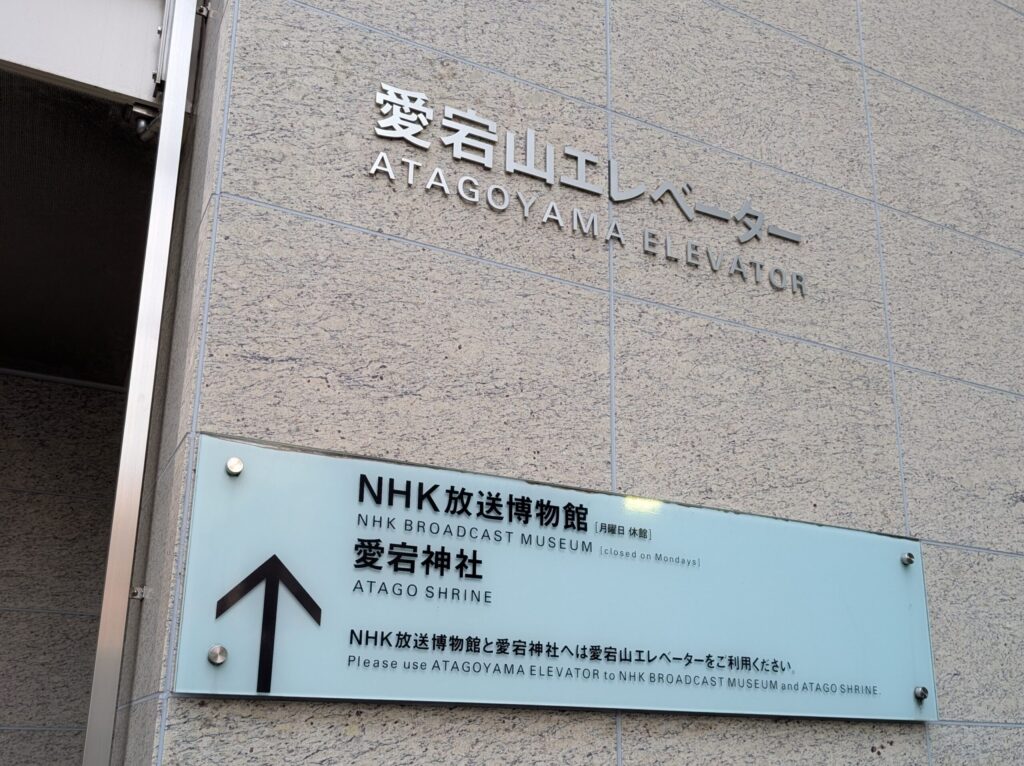 愛宕山エレベーター
ATAGOYAMA ELEVATOR
NHK放送博物館 [月曜日 休館]
NHK BROADCAST MUSEUM [closed on Mondays]
愛宕神社
ATAGO SHRINE
NHK放送博物館と愛宕神社へは愛宕山エレベーターをご利用ください。
Please use ATAGOYAMA ELEVATOR to NHK BROADCAST MUSEUM and ATAGO SHRINE.